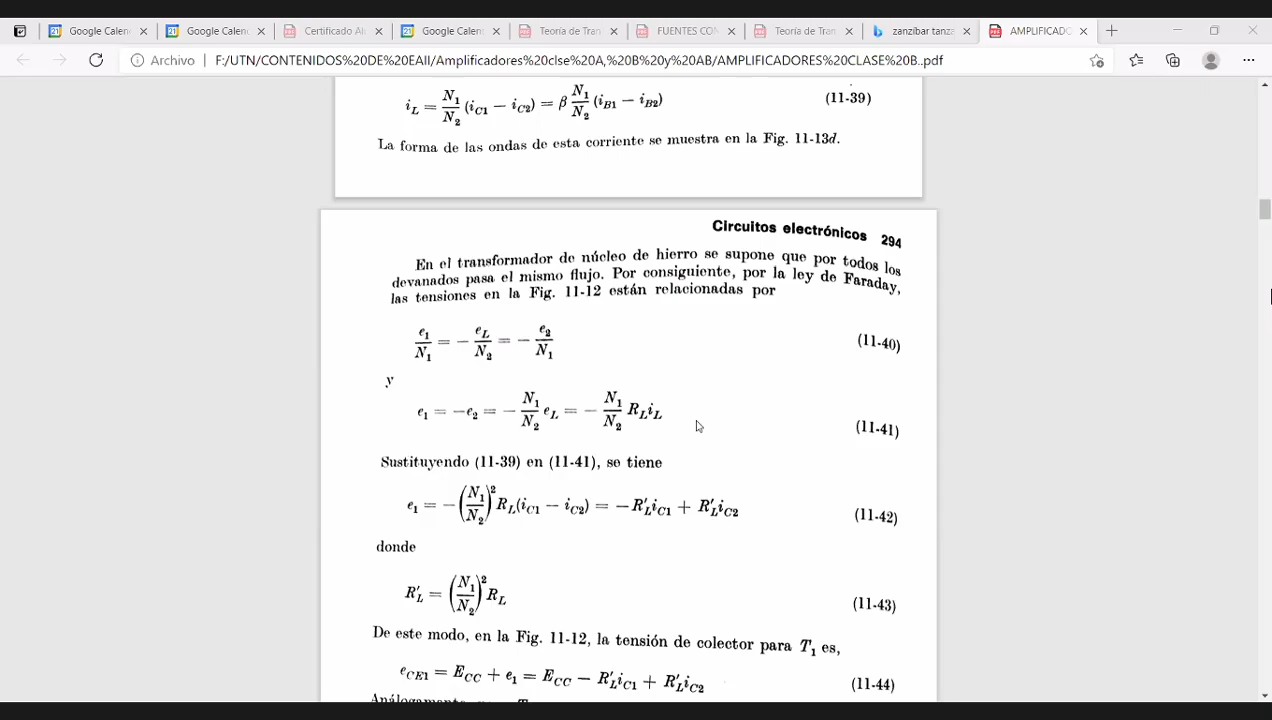 Google Calen
Google Calen
Certificado Al
Google Calen
Teoría de Tran
FUENTES CON
Teoría de Tran
zanzibar tanza
AMPLIFICADO
Archivo | F:/UTN/CONTENIDOS%20DE%20EAII/Amplificadores%20clse%20A,%20B%20y%20AB/AMPLIFICADORES%20CLASE%20B..pdf
i_L = N_1/N_2 (i_C1 − i_C2) = β N_1/N_2 (i_B1 − i_B2) (11-39)
La forma de las ondas de esta corriente se muestra en la Fig. 11-13d.
Circuitos electrónicos 294
En el transformador de núcleo de hierro se supone que por todos los
devanados pasa el mismo flujo. Por consiguiente, por la ley de Faraday,
las tensiones en la Fig. 11-12 están relacionadas por
e_1/N_1 = − e_L/N_2 = − e_2/N_1 (11-40)
y
e_1 = −e_2 = − N_1/N_2 e_L = − N_1/N_2 R_L i_L (11-41)
Sustituyendo (11-39) en (11-41), se tiene
e_1 = −(N_1/N_2)² R_L(i_C1 − i_C2) = −R'_L i_C1 + R'_L i_C2 (11-42)
donde
R'_L = (N_1/N_2)² R_L (11-43)
De este modo, en la Fig. 11-12, la tensión de colector para T_1 es,
e_CE1 = E_CC + e_1 = E_CC − R'_L i_C1 + R'_L i_C2 (11-44)